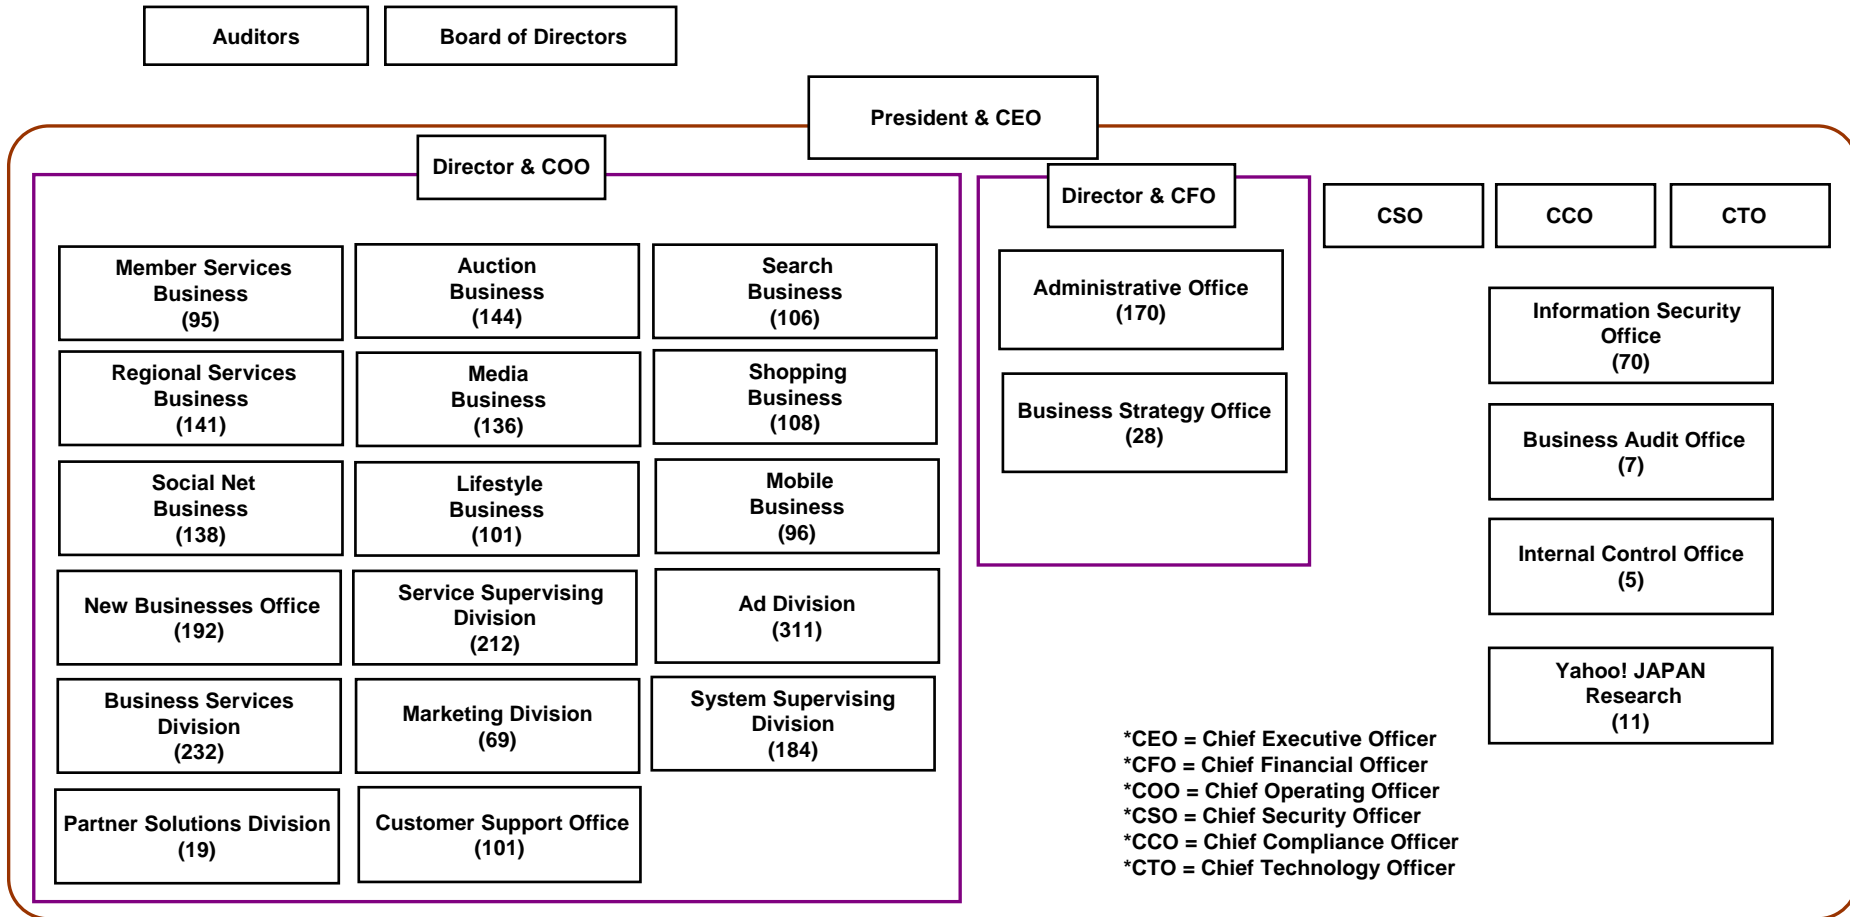 Auditors
Board of Directors
President & CEO
Director & COO
Member Services
Business
(95)
Auction
Business
(144)
Search
Business
(106)
Regional Services
Business
(141)
Media
Business
(136)
Shopping
Business
(108)
Social Net
Business
(138)
Lifestyle
Business
(101)
Mobile
Business
(96)
New Businesses Office
(192)
Service Supervising
Division
(212)
Ad Division
(311)
Business Services
Division
(232)
Marketing Division
(69)
System Supervising
Division
(184)
Partner Solutions Division
(19)
Customer Support Office
(101)
Director & CFO
Administrative Office
(170)
Business Strategy Office
(28)
CSO
CCO
CTO
Information Security
Office
(70)
Business Audit Office
(7)
Internal Control Office
(5)
Yahoo! JAPAN
Research
(11)
*CEO = Chief Executive Officer
*CFO = Chief Financial Officer
*COO = Chief Operating Officer
*CSO = Chief Security Officer
*CCO = Chief Compliance Officer
*CTO = Chief Technology Officer